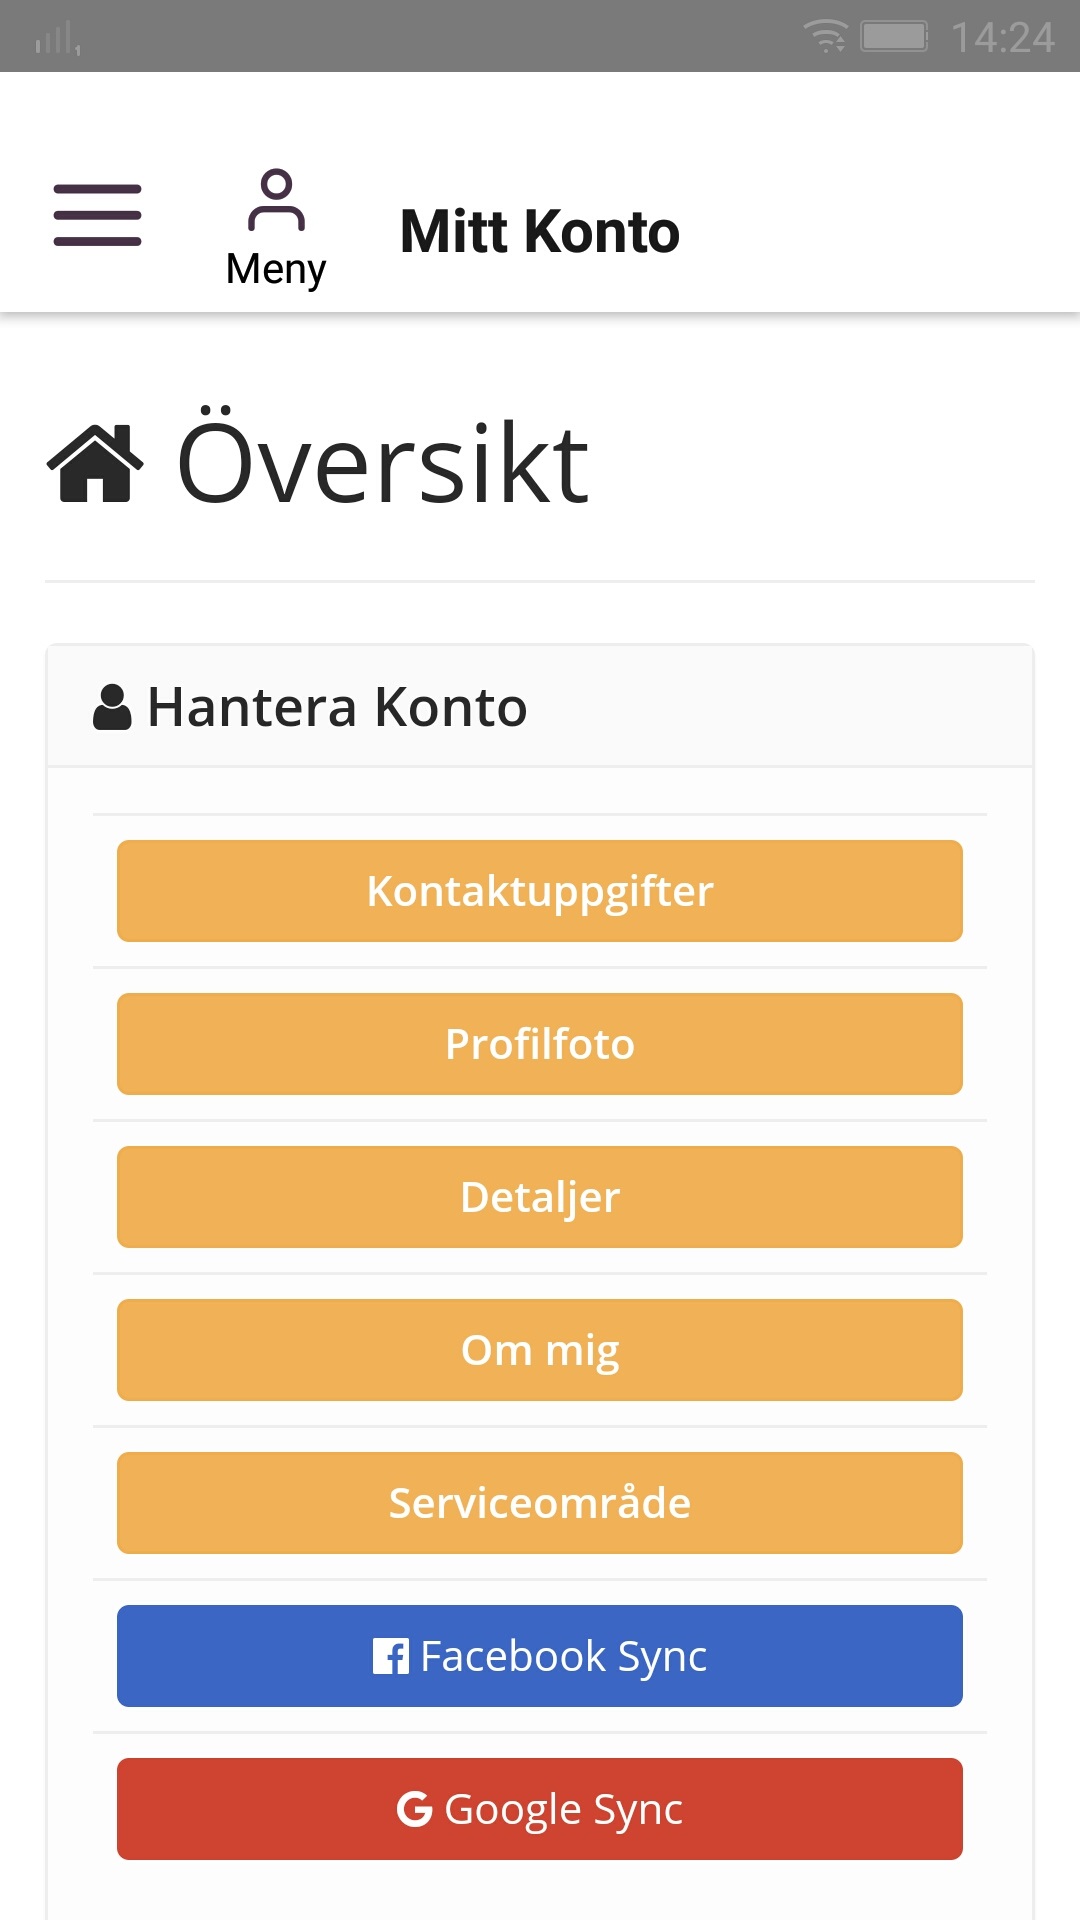 14:24
Meny
Mitt Konto
Översikt
Hantera Konto
Kontaktuppgifter
Profilfoto
Detaljer
Om mig
Serviceområde
Facebook Sync
Google Sync